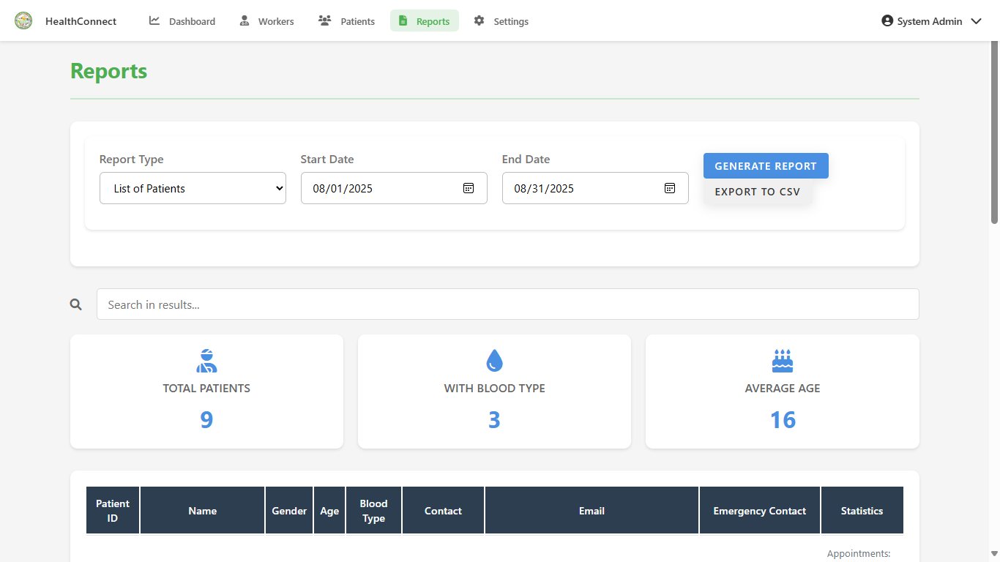 HealthConnect Dashboard Workers Patients Reports Settings System Admin
Reports
Report Type Start Date End Date
GENERATE REPORT
List of Patients 08/01/2025 08/31/2025
EXPORT TO CSV
Search in results...
TOTAL PATIENTS WITH BLOOD TYPE AVERAGE AGE
9 3 16
Patient ID Name Gender Age Blood Type Contact Email Emergency Contact Statistics
Appointments: